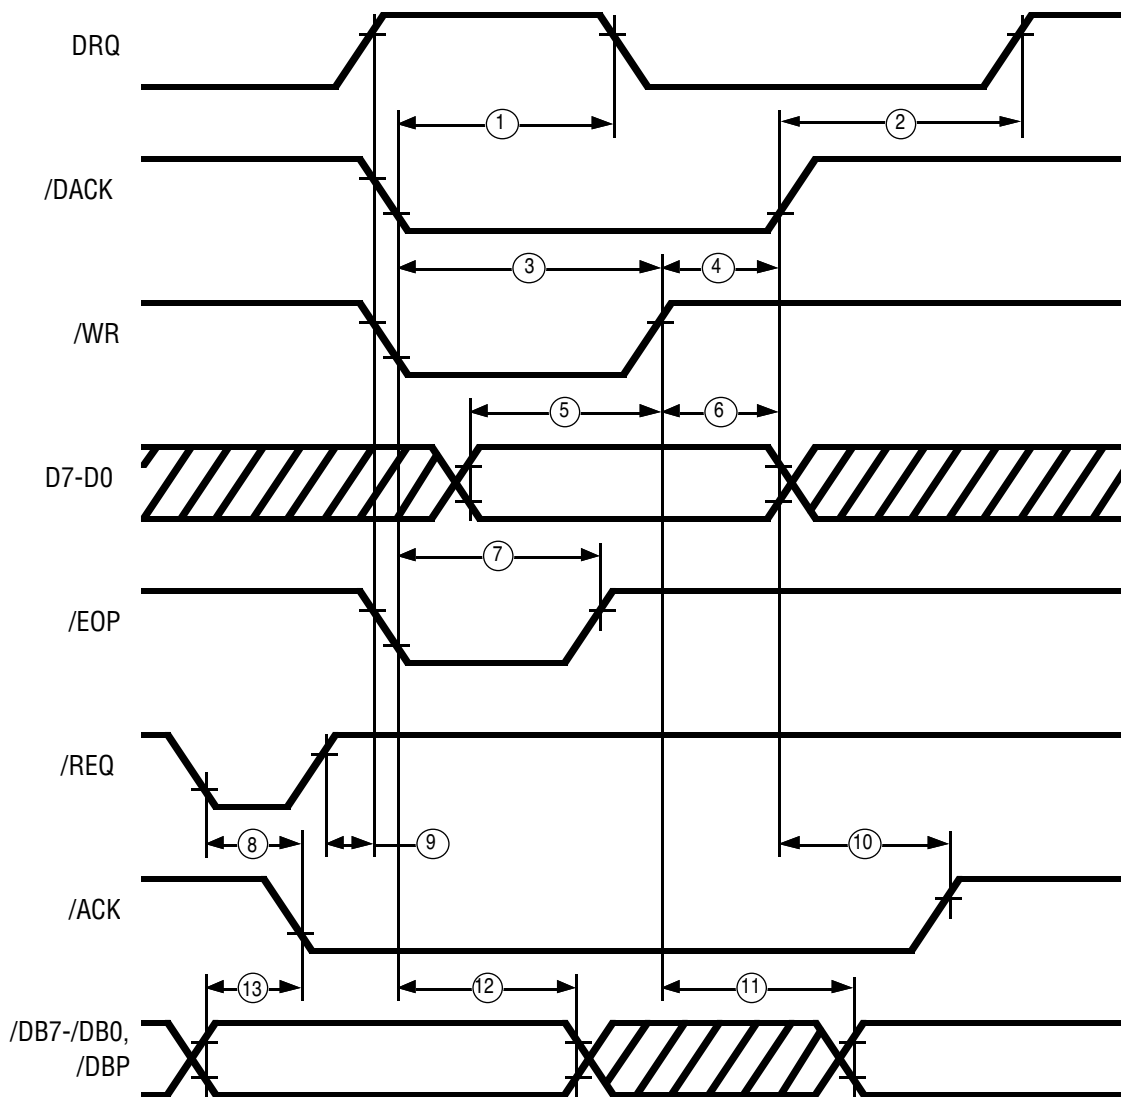 DRQ
1
2
/DACK
3
4
/WR
5
6
D7-D0
7
/EOP
/REQ
8
9
10
/ACK
13
12
11
/DB7-/DB0,
/DBP